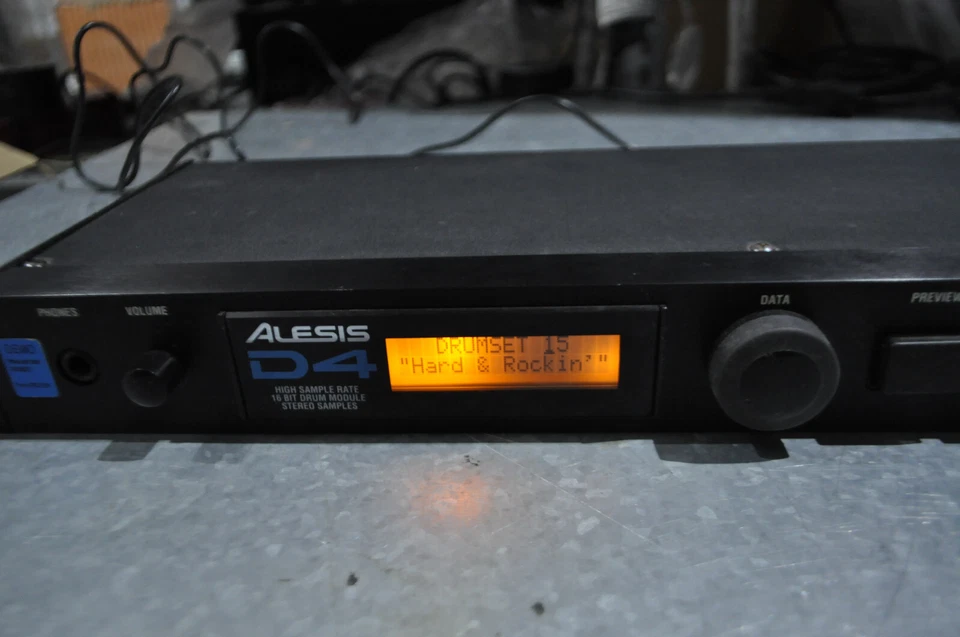 PHONES
VOLUME
DEMO
ALESIS
D4
HIGH SAMPLE RATE
16 BIT DRUM MODULE
STEREO SAMPLES
DRUMSET 15
"Hard & Rockin'"
DATA
PREVIEW